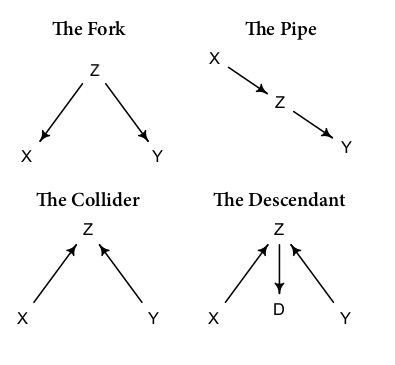 The Fork
The Pipe
Z
X
Y
X
Z
Y
The Collider
The Descendant
Z
X
Y
Z
X
D
Y